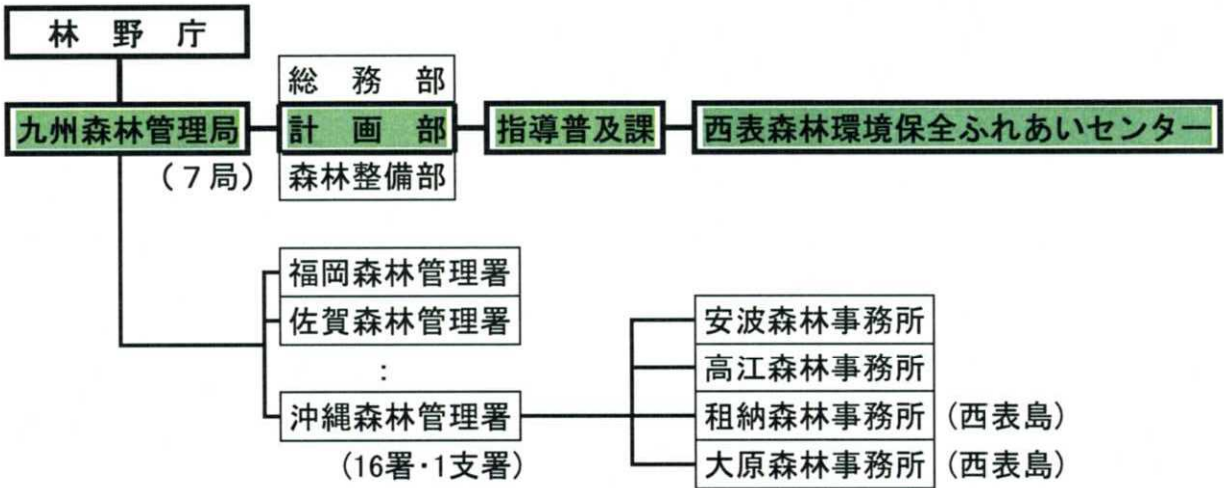 林野庁
総務部
九州森林管理局 計画部 指導普及課 西表森林環境保全ふれあいセンター
(7局) 森林整備部
福岡森林管理署
佐賀森林管理署
:
沖縄森林管理署
(16署・1支署)
安波森林事務所
高江森林事務所
租納森林事務所 (西表島)
大原森林事務所 (西表島)